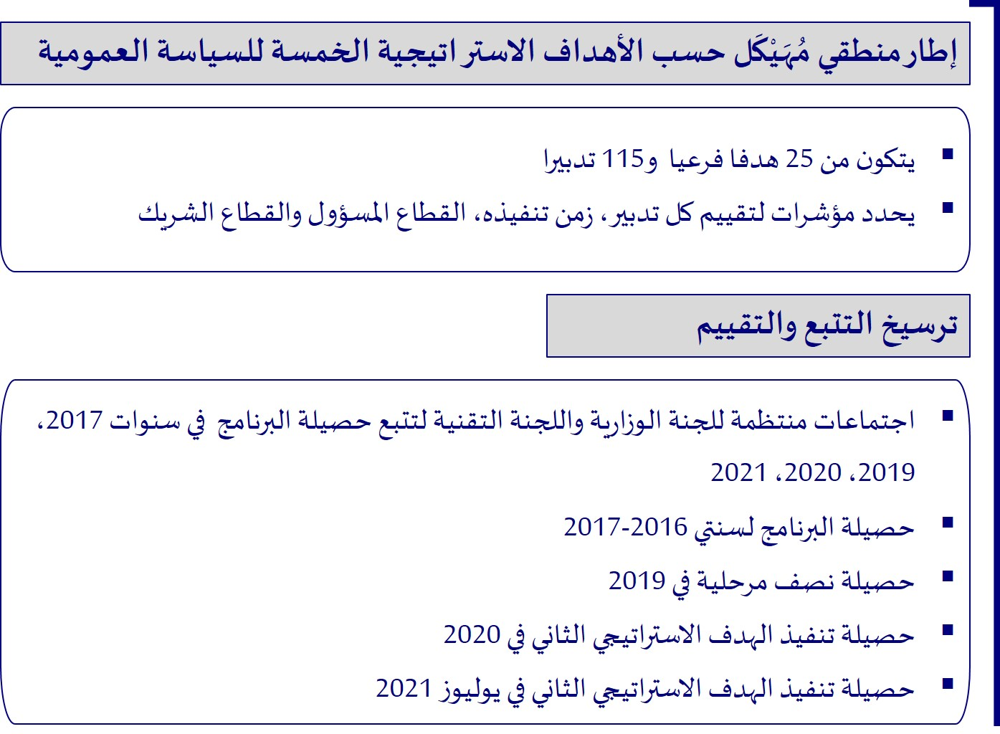 إطار منطقي مُهَيْكَل حسب الأهداف الاستراتيجية الخمسة للسياسة العمومية
▪ يتكون من 25 هدفا فرعيا و115 تدبيرا
▪ يحدد مؤشرات لتقييم كل تدبير، زمن تنفيذه، القطاع المسؤول والقطاع الشريك
ترسيخ التتبع والتقييم
▪ اجتماعات منتظمة للجنة الوزارية واللجنة التقنية لتتبع حصيلة البرنامج في سنوات 2017،
2019، 2020، 2021
▪ حصيلة البرنامج لسنتي 2016-2017
▪ حصيلة نصف مرحلية في 2019
▪ حصيلة تنفيذ الهدف الاستراتيجي الثاني في 2020
▪ حصيلة تنفيذ الهدف الاستراتيجي الثاني في يوليوز 2021